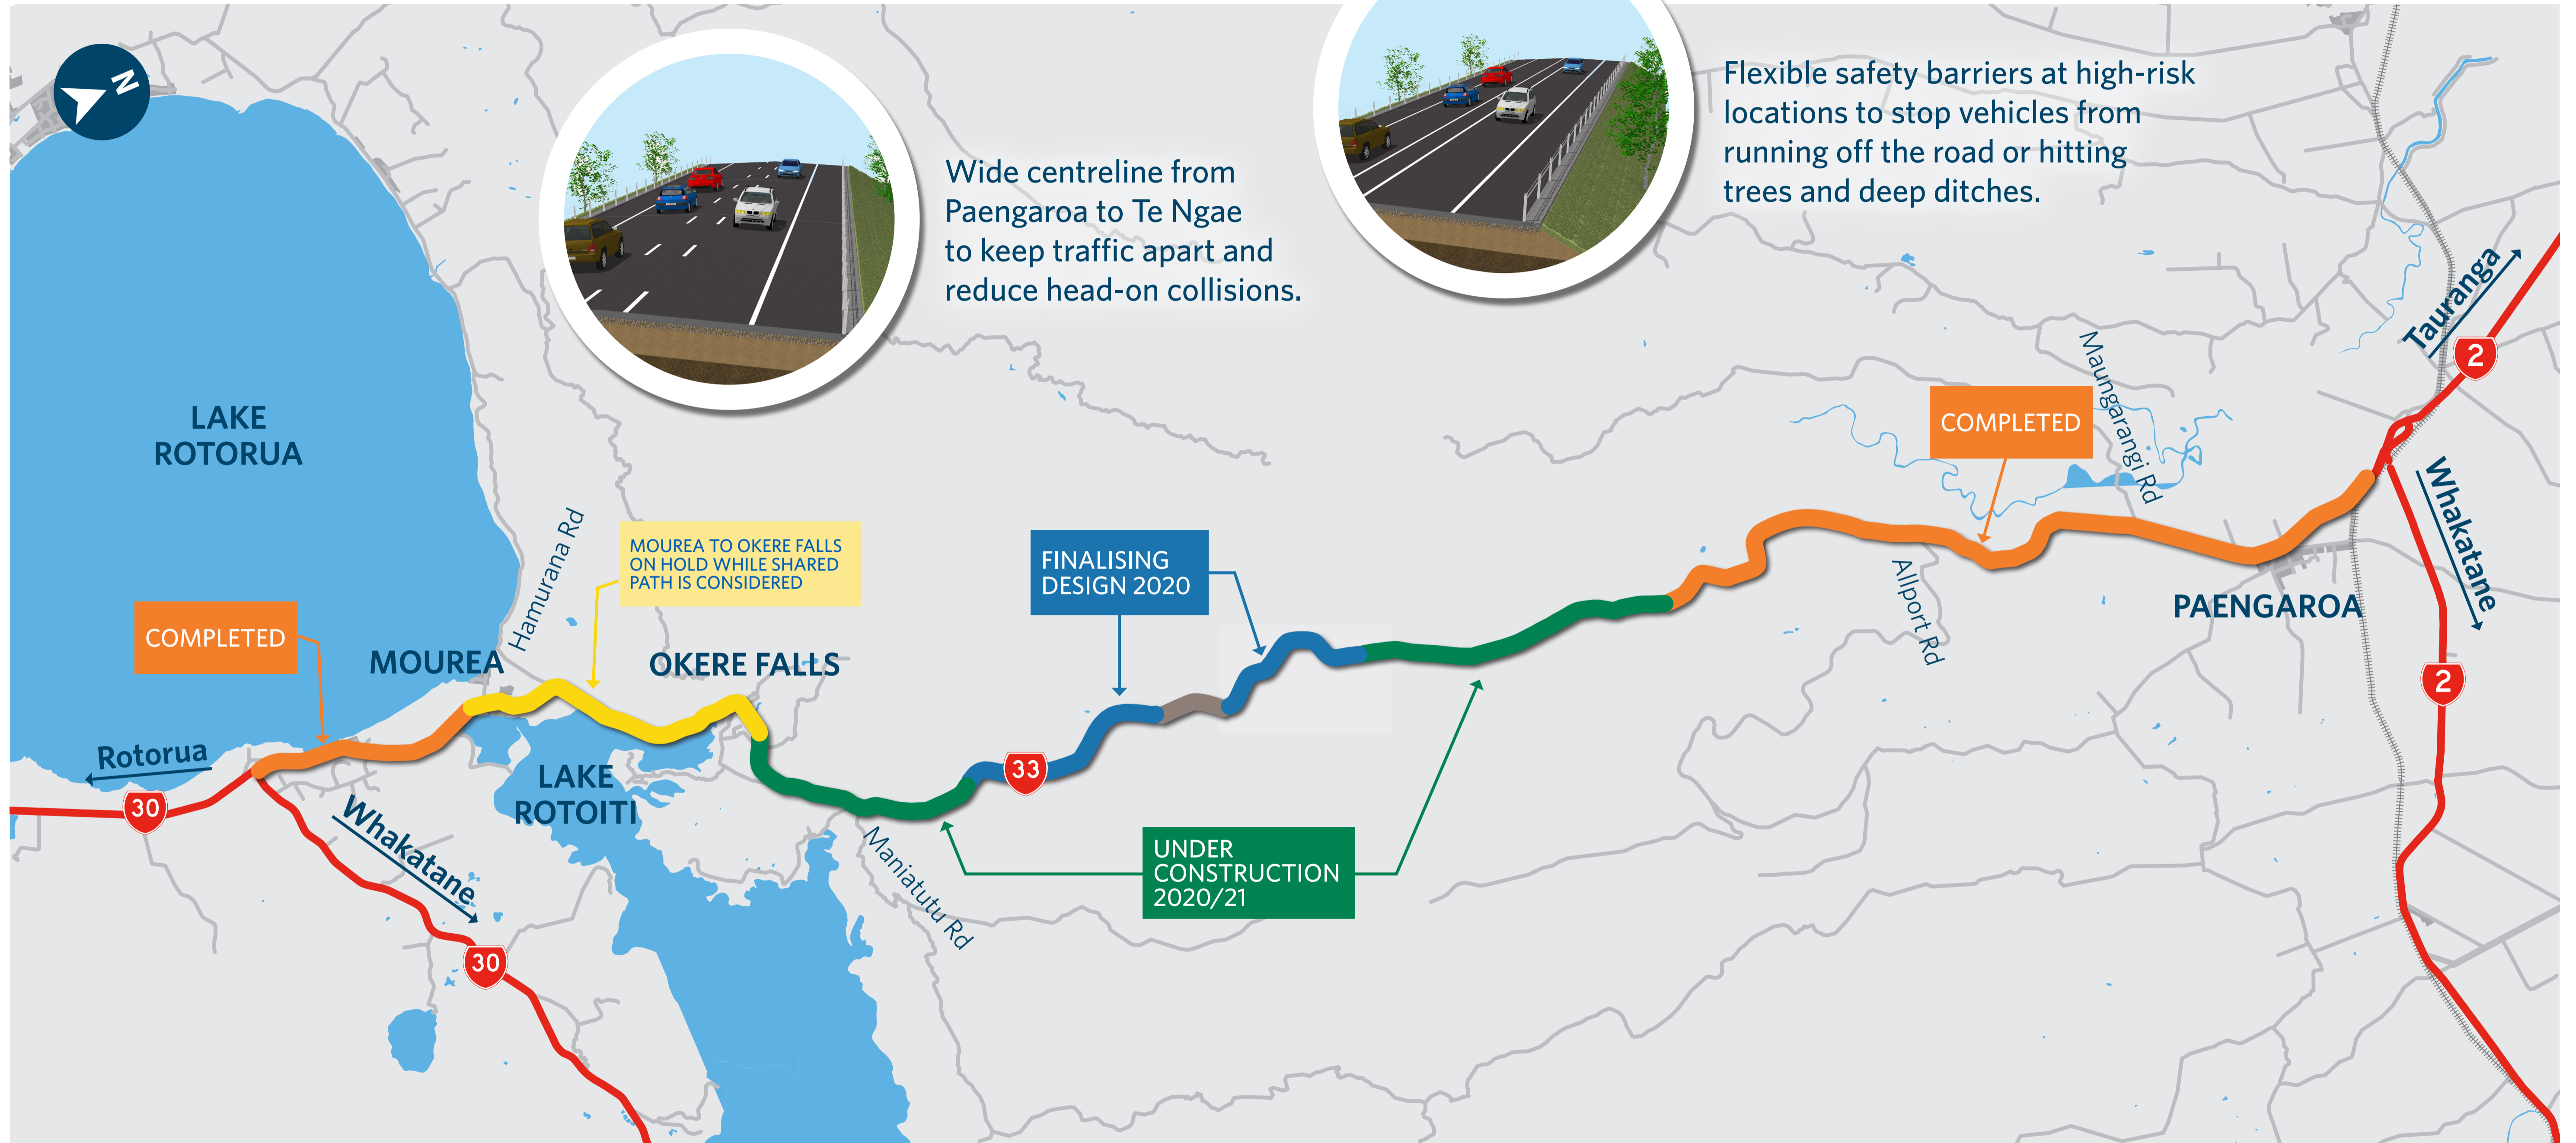 N
Wide centreline from
Paengaroa to Te Ngae
to keep traffic apart and
reduce head-on collisions.
Flexible safety barriers at high-risk
locations to stop vehicles from
running off the road or hitting
trees and deep ditches.
LAKE
ROTORUA
Tauranga
2
Maungarangi Rd
COMPLETED
Whakatane
2
PAENGAROA
Allport Rd
Hamurana Rd
MOUREA TO OKERE FALLS
ON HOLD WHILE SHARED
PATH IS CONSIDERED
FINALISING
DESIGN 2020
COMPLETED
MOUREA
OKERE FALLS
Rotorua
30
LAKE
ROTOITI
33
Whakatane
30
Maniatutu Rd
UNDER
CONSTRUCTION
2020/21